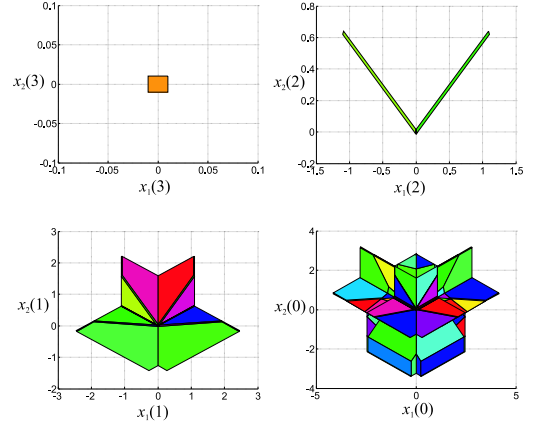 0.1
0.05
0
-0.05
-0.1
-0.1 -0.05 0 0.05 0.1
x₂(3)
x₁(3)
0.8
0.6
0.4
0.2
0
-0.2
-1.5 -1 -0.5 0 0.5 1 1.5
x₂(2)
x₁(2)
3
2
1
0
-1
-2
-3 -2 -1 0 1 2 3
x₂(1)
x₁(1)
4
2
0
-2
-4
-5 0 5
x₂(0)
x₁(0)